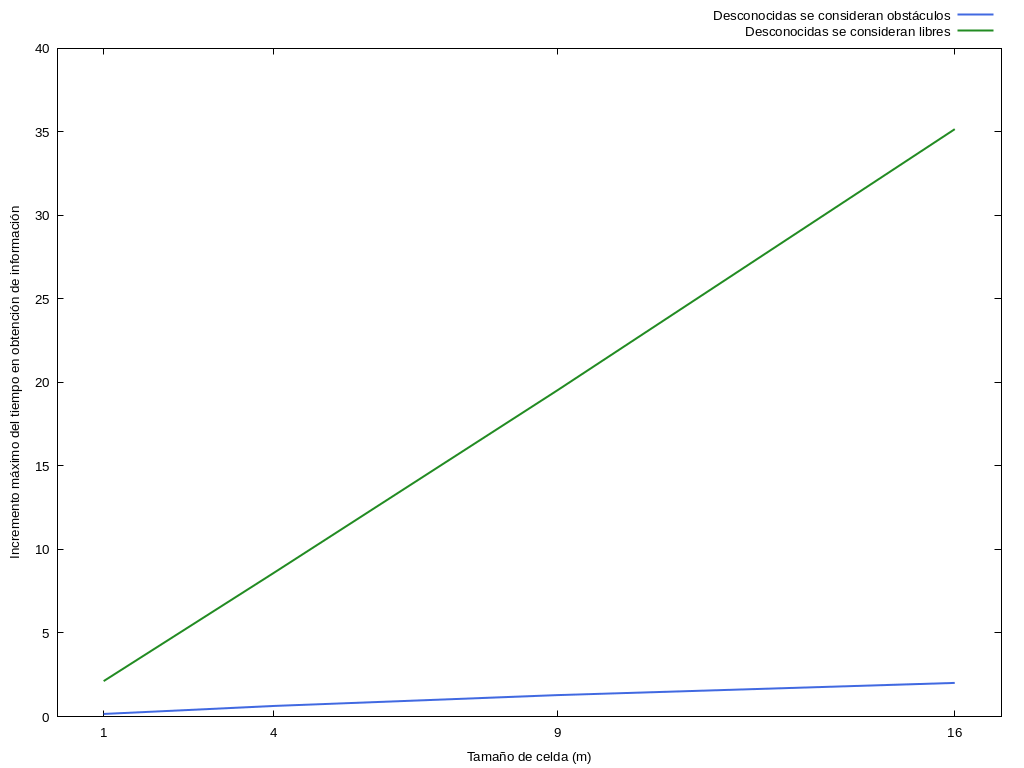 Desconocidas se consideran obstáculos
Desconocidas se consideran libres
40
35
30
25
20
15
10
5
0
Incremento máximo del tiempo en obtención de información
1 4 9 16
Tamaño de celda (m)